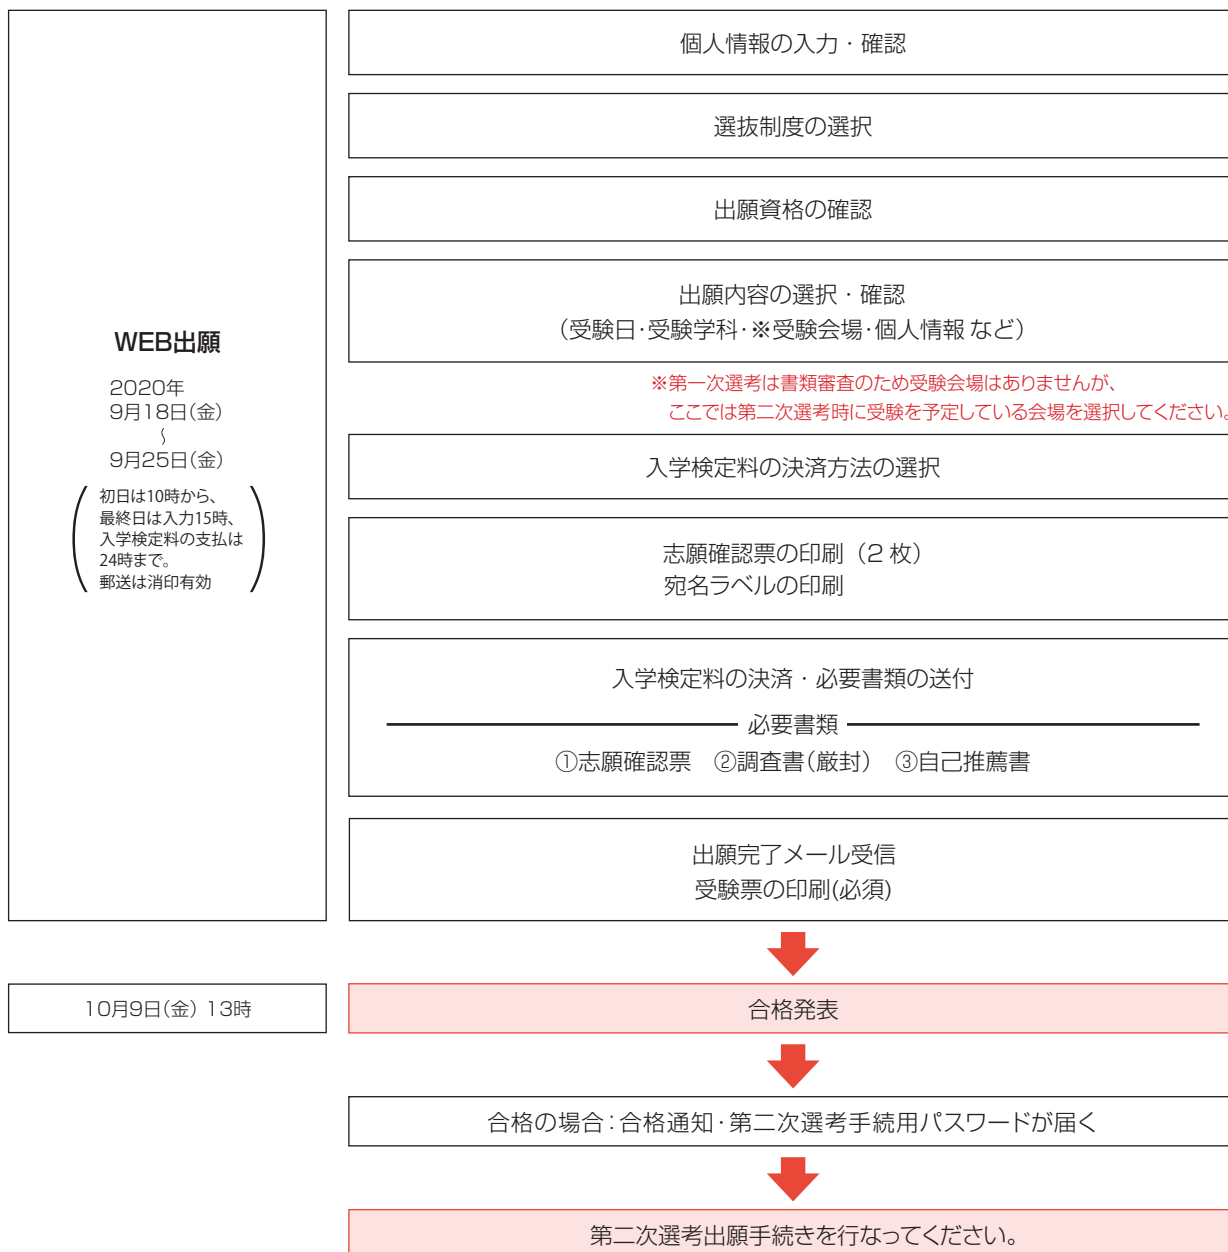 個人情報の入力・確認
選抜制度の選択
出願資格の確認
出願内容の選択・確認
（受験日・受験学科・※受験会場・個人情報 など）
※第一次選考は書類審査のため受験会場はありませんが、
ここでは第二次選考時に受験を予定している会場を選択してください。
入学検定料の決済方法の選択
志願確認票の印刷（2 枚）
宛名ラベルの印刷
入学検定料の決済・必要書類の送付
必要書類
①志願確認票　②調査書（厳封）　③自己推薦書
出願完了メール受信
受験票の印刷(必須)
WEB出願
2020年
9月18日（金）
〜
9月25日（金）
初日は10時から、
最終日は入力15時、
入学検定料の支払は
24時まで。
郵送は消印有効
10月9日（金） 13時
合格発表
合格の場合：合格通知・第二次選考手続用パスワードが届く
第二次選考出願手続きを行なってください。